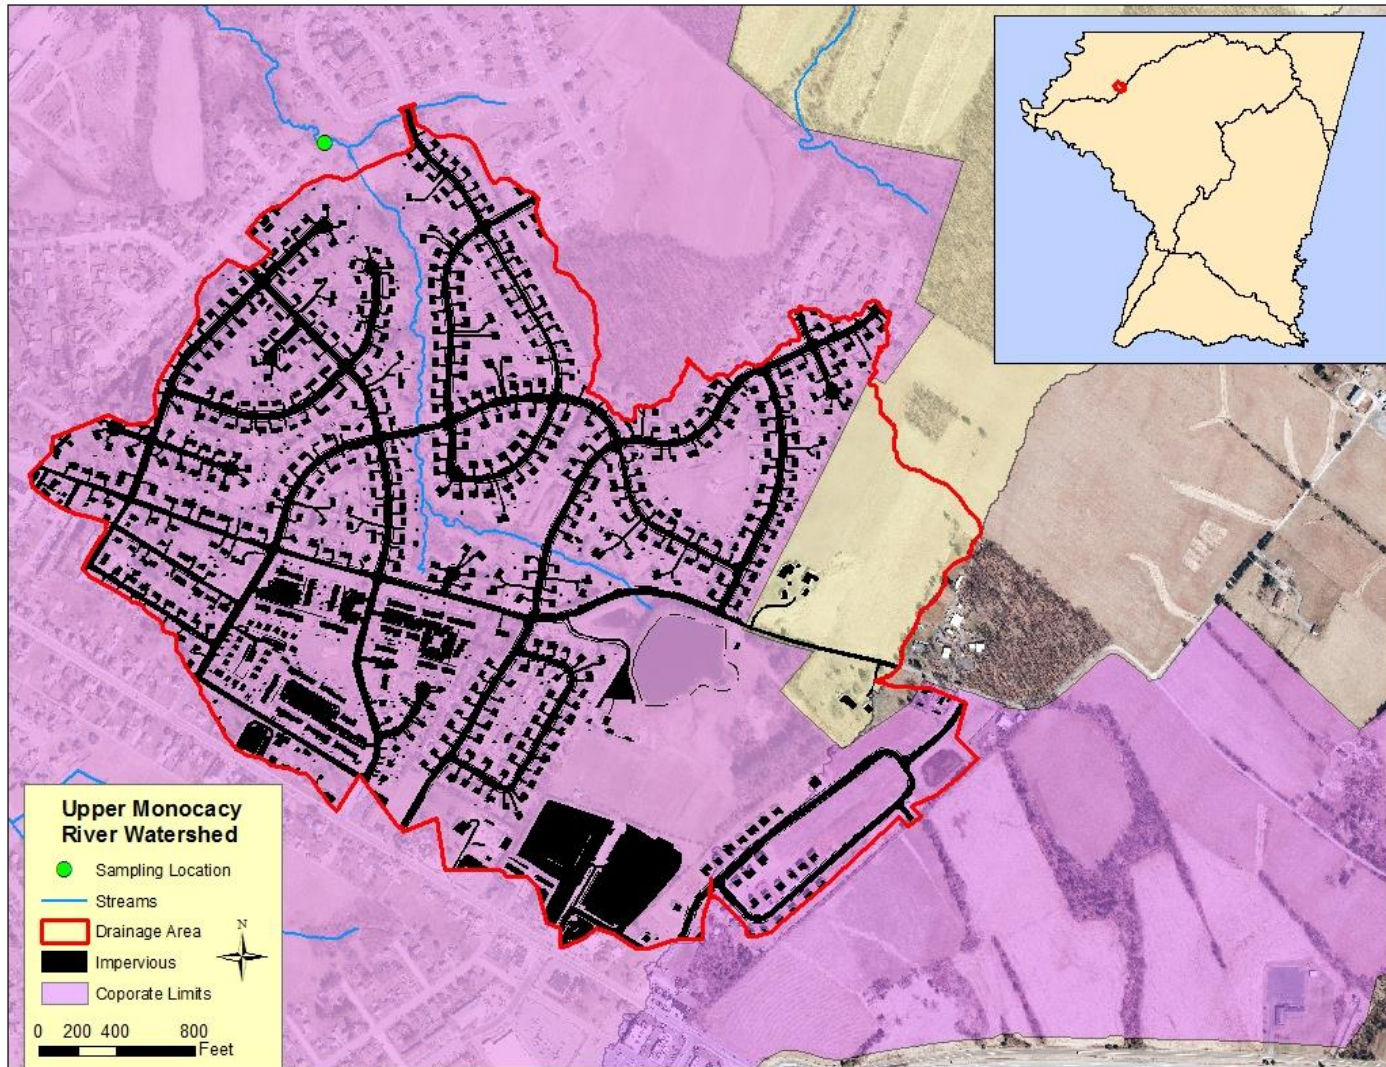 Upper Monocacy
River Watershed
Sampling Location
Streams
Drainage Area
N
Impervious
Coporate Limits
0 200 400 800
Feet